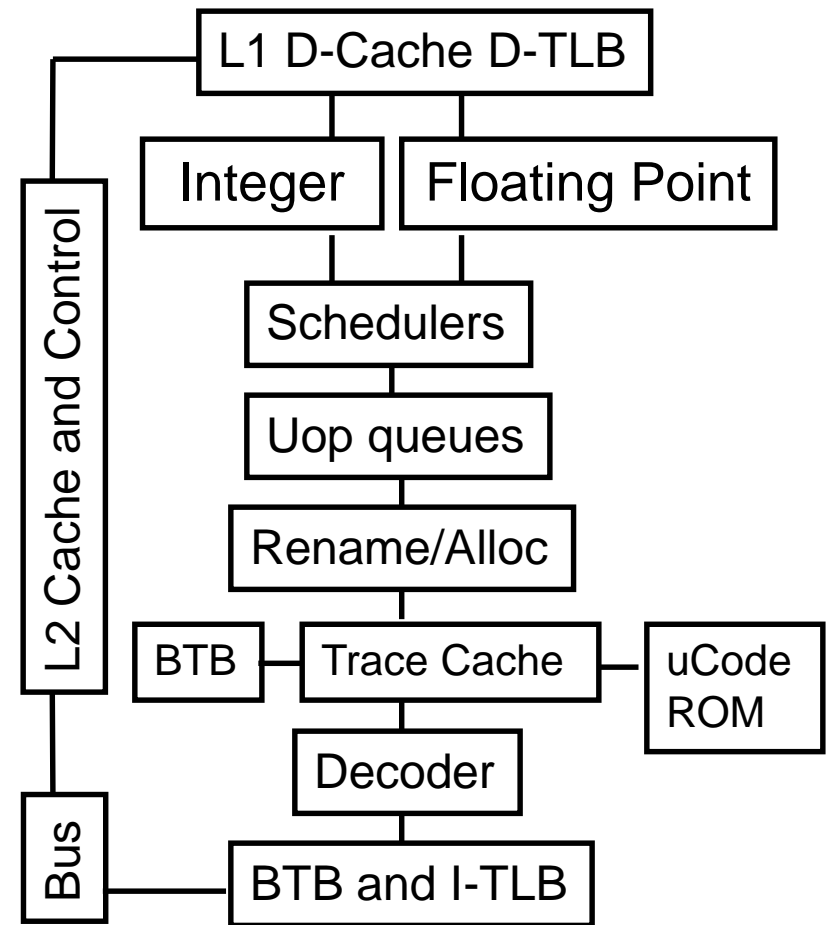 L1 D-Cache D-TLB
Integer
Floating Point
L2 Cache and Control
Schedulers
Uop queues
Rename/Alloc
BTB
Trace Cache
uCode
ROM
Decoder
Bus
BTB and I-TLB